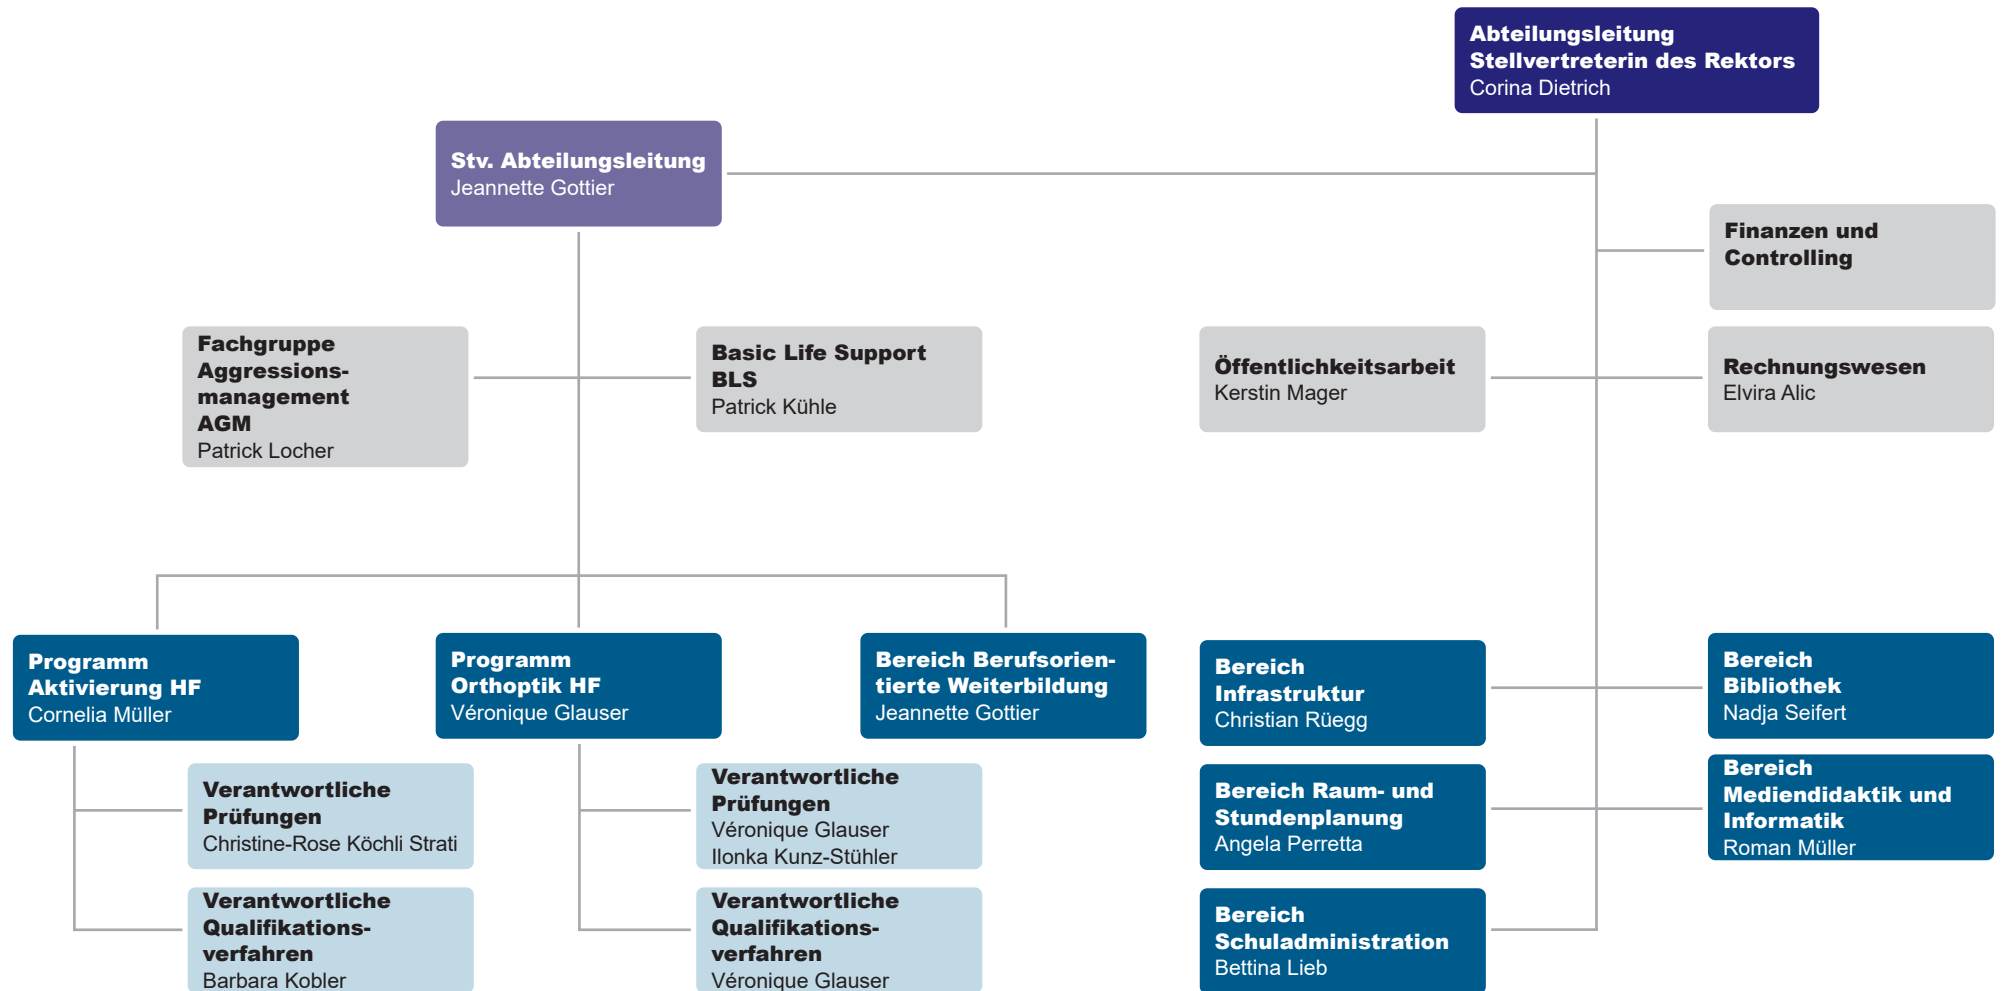 Abteilungsleitung
Stellvertreterin des Rektors
Corina Dietrich
Stv. Abteilungsleitung
Jeannette Gottier
Finanzen und
Controlling
Fachgruppe
Aggressions-
management
AGM
Patrick Locher
Basic Life Support
BLS
Patrick Kühle
Öffentlichkeitsarbeit
Kerstin Mager
Rechnungswesen
Elvira Alic
Programm
Aktivierung HF
Cornelia Müller
Programm
Orthoptik HF
Véronique Glauser
Bereich Berufsorien-
tierte Weiterbildung
Jeannette Gottier
Bereich
Infrastruktur
Christian Rüegg
Bereich
Bibliothek
Nadja Seifert
Verantwortliche
Prüfungen
Christine-Rose Köchli Strati
Verantwortliche
Prüfungen
Véronique Glauser
Ilonka Kunz-Stühler
Bereich Raum- und
Stundenplanung
Angela Perretta
Bereich
Mediendidaktik und
Informatik
Roman Müller
Verantwortliche
Qualifikations-
verfahren
Barbara Kobler
Verantwortliche
Qualifikations-
verfahren
Véronique Glauser
Bereich
Schuladministration
Bettina Lieb